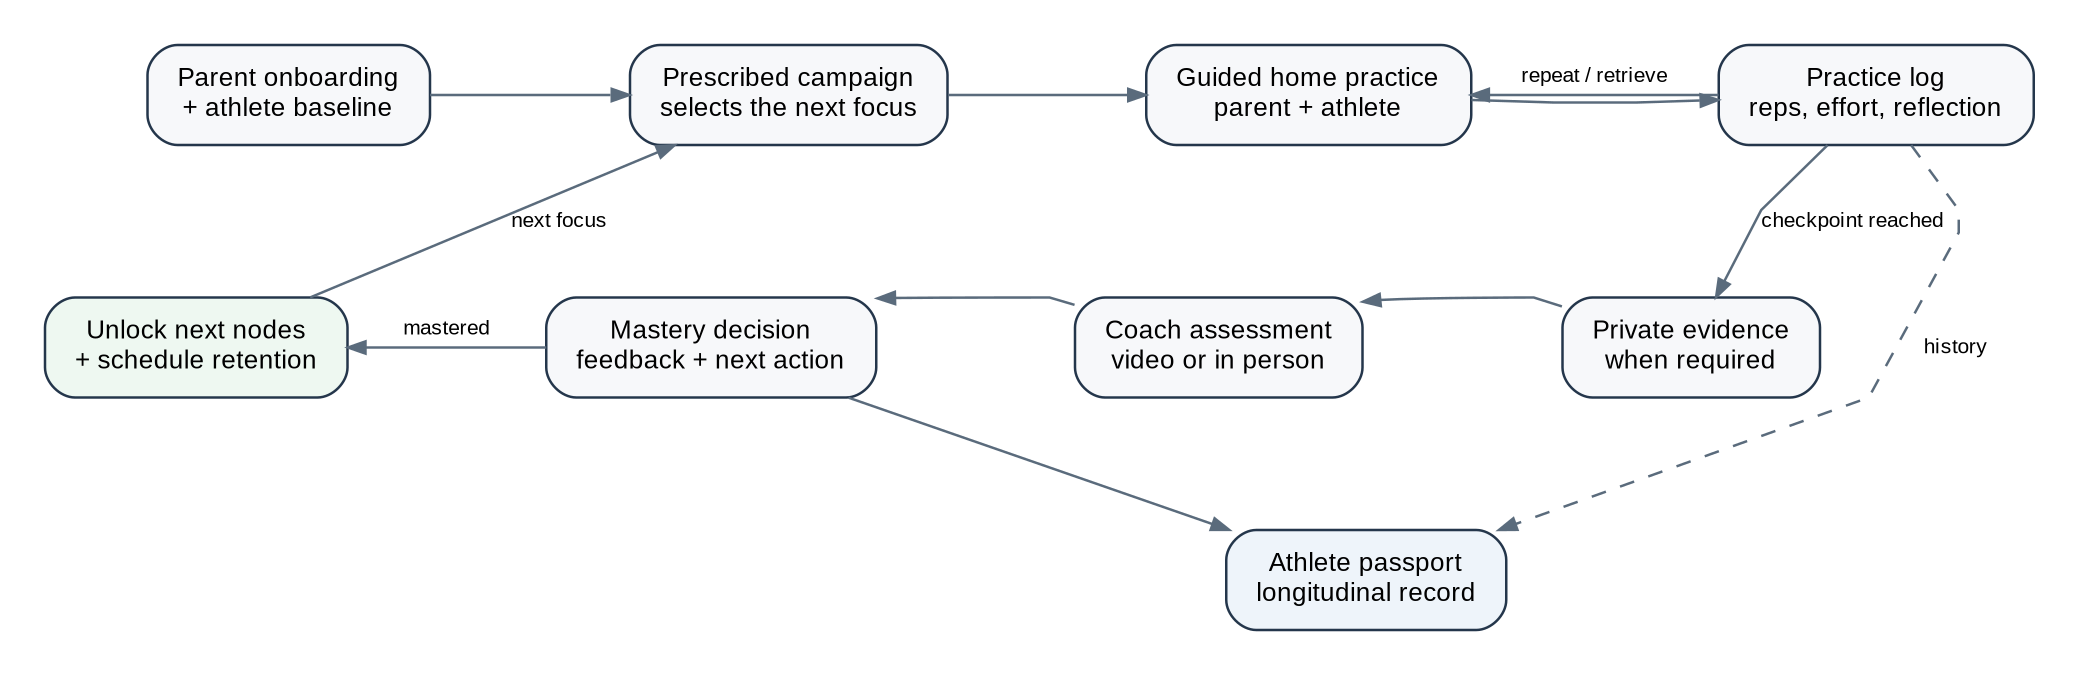 Parent onboarding
+ athlete baseline
Prescribed campaign
selects the next focus
Guided home practice
parent + athlete
repeat / retrieve
Practice log
reps, effort, reflection
next focus
checkpoint reached
Unlock next nodes
+ schedule retention
mastered
Mastery decision
feedback + next action
Coach assessment
video or in person
Private evidence
when required
history
Athlete passport
longitudinal record